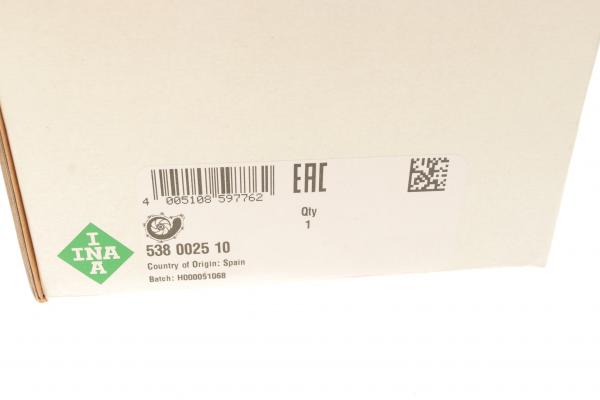 4 005108 597762
EAC
Qty
1
I
INA
A
538 0025 10
Country of Origin: Spain
Batch: H000051068